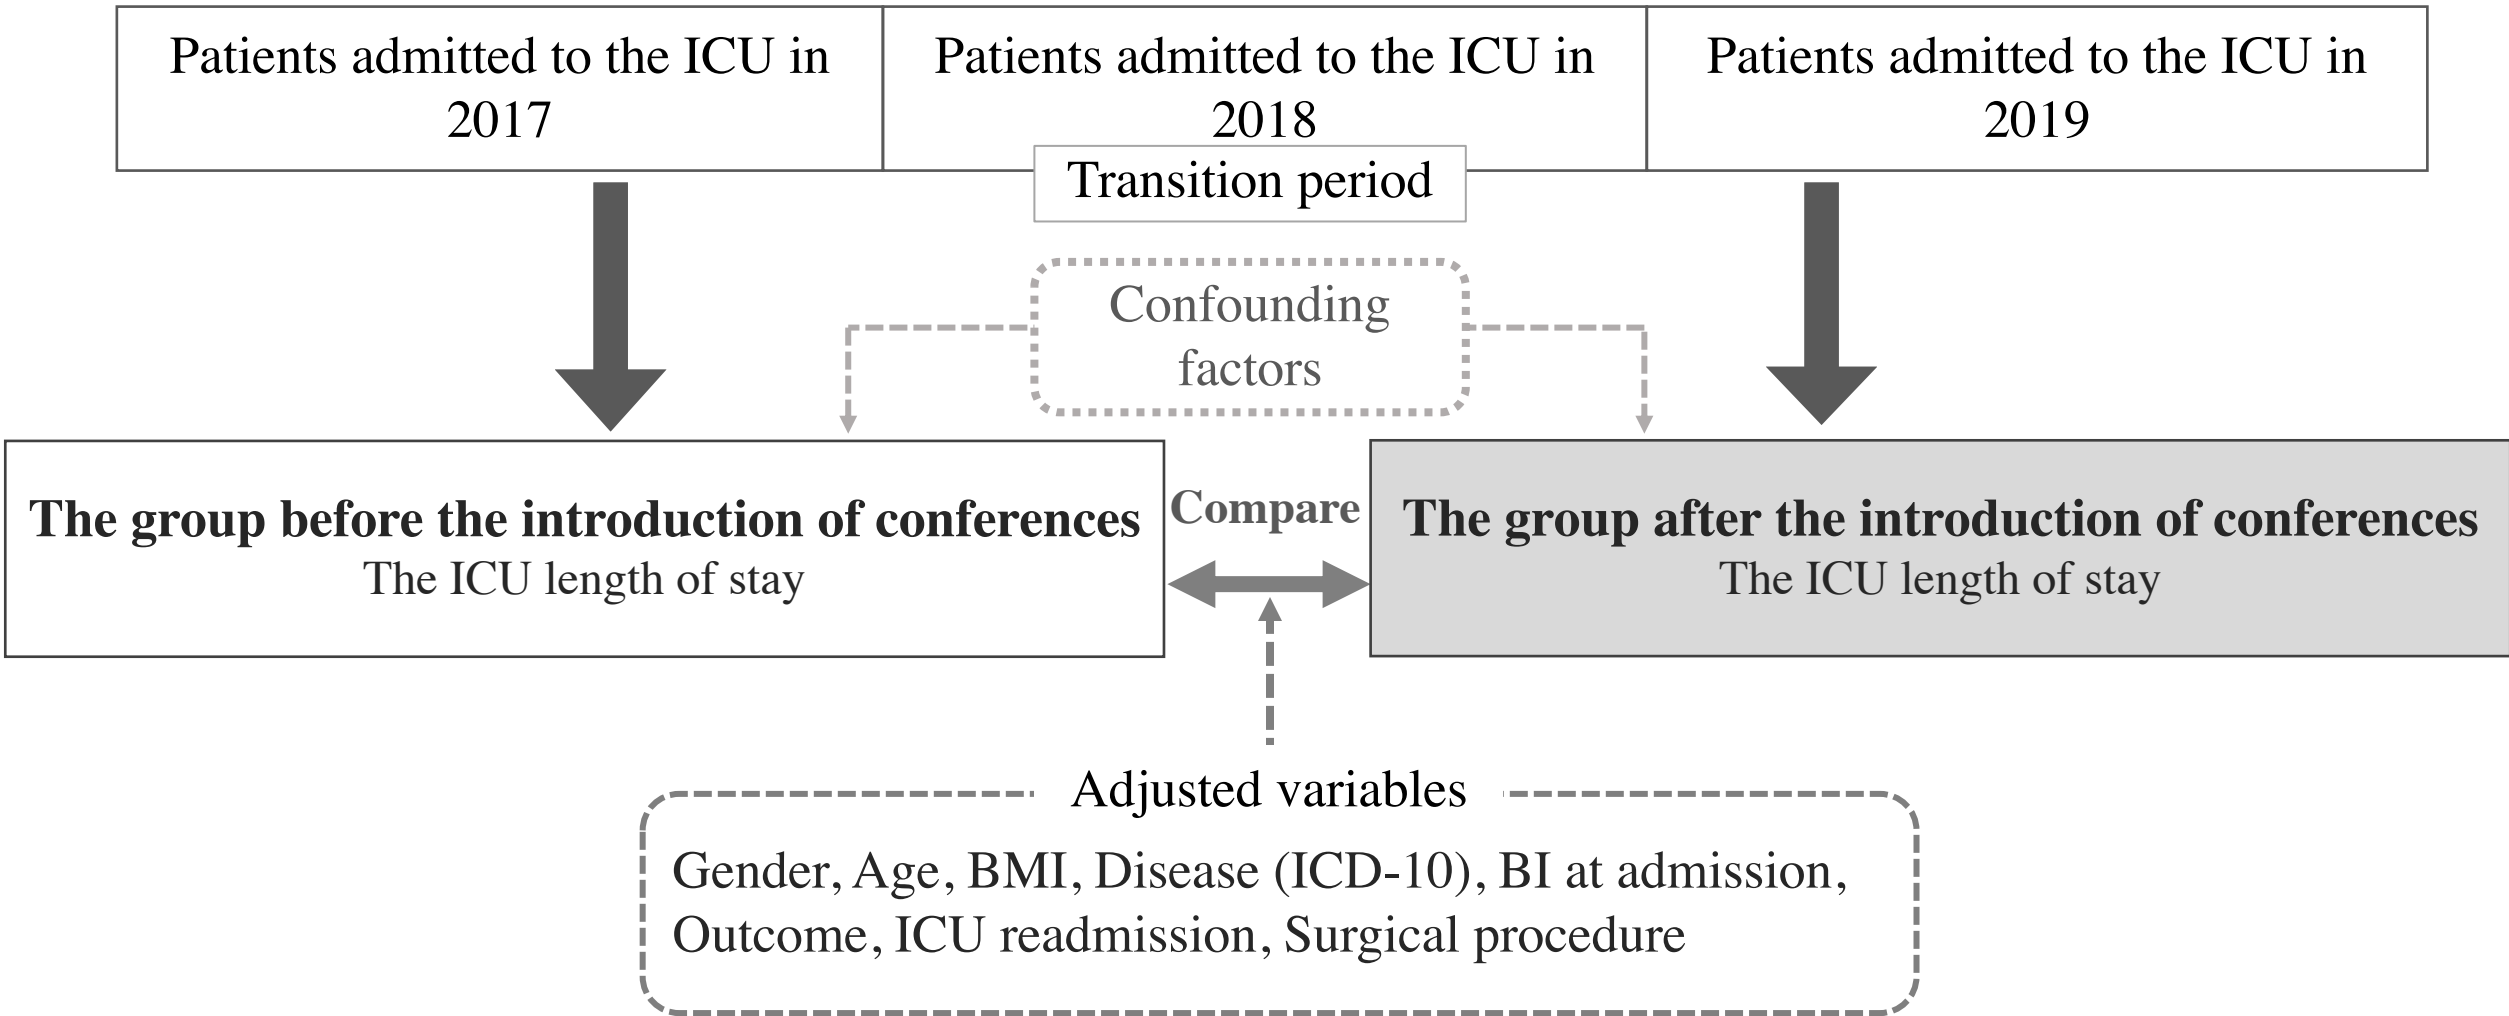 Patients admitted to the ICU in
2017
Patients admitted to the ICU in
2018
Patients admitted to the ICU in
2019
Transition period
Confounding
factors
The group before the introduction of conferences
The ICU length of stay
Compare
The group after the introduction of conferences
The ICU length of stay
Adjusted variables
Gender, Age, BMI, Disease (ICD-10), BI at admission,
Outcome, ICU readmission, Surgical procedure